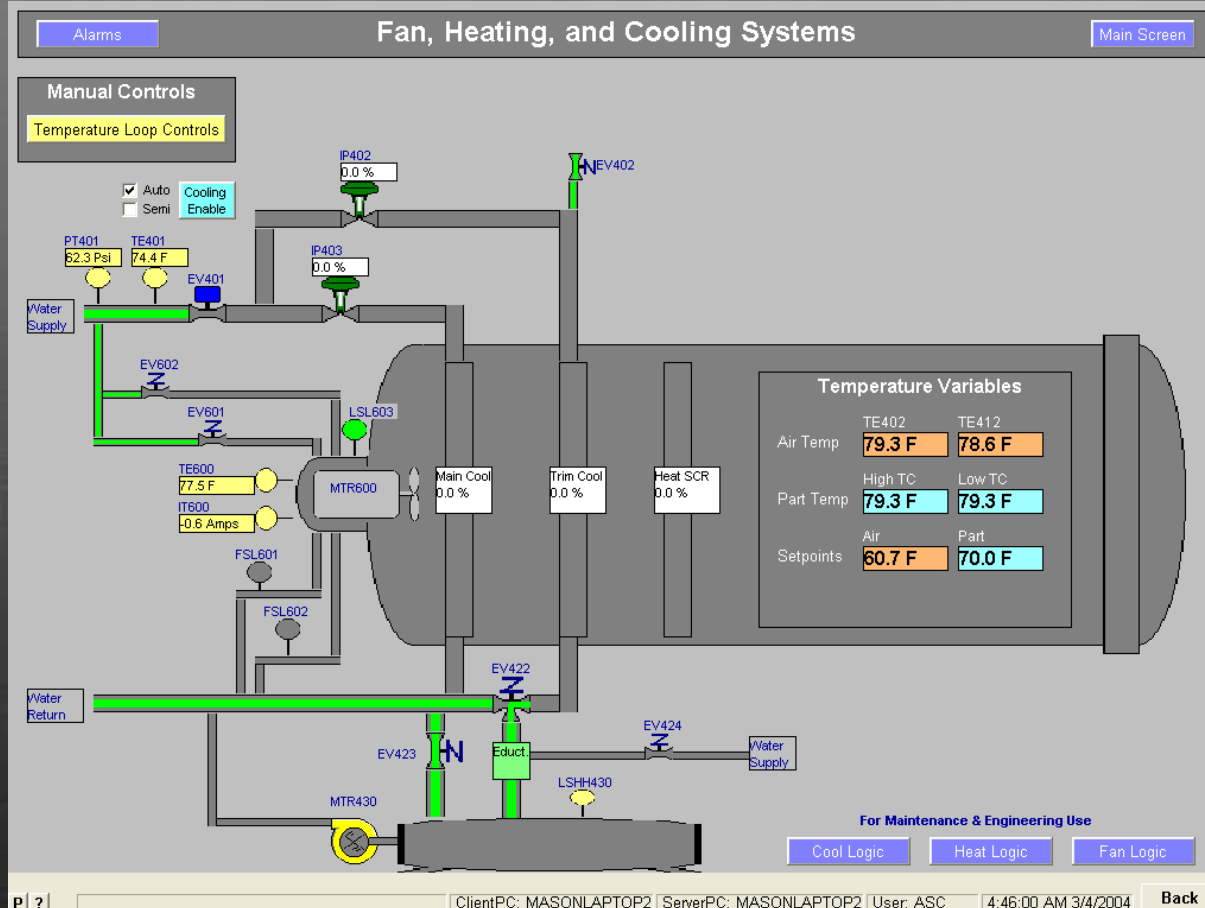 Alarms
Fan, Heating, and Cooling Systems
Main Screen
Manual Controls
Temperature Loop Controls
Auto
Semi
Cooling
Enable
IP402
0.0 %
EV402
PT401
62.3 Psi
TE401
74.4 F
EV401
IP403
0.0 %
Water
Supply
EV602
EV601
LSL603
TE600
77.5 F
IT600
-0.6 Amps
MTR600
Main Cool
0.0 %
Trim Cool
0.0 %
Heat SCR
0.0 %
Temperature Variables
TE402 TE412
Air Temp 79.3 F 78.6 F
High TC Low TC
Part Temp 79.3 F 79.3 F
Air Part
Setpoints 60.7 F 70.0 F
FSL601
FSL602
Water
Return
EV422
EV423
Educt.
EV424
Water
Supply
LSHH430
MTR430
For Maintenance & Engineering Use
Cool Logic
Heat Logic
Fan Logic
P ? ClientPC: MASONLAPTOP2 ServerPC: MASONLAPTOP2 User: ASC 4:46:00 AM 3/4/2004 Back